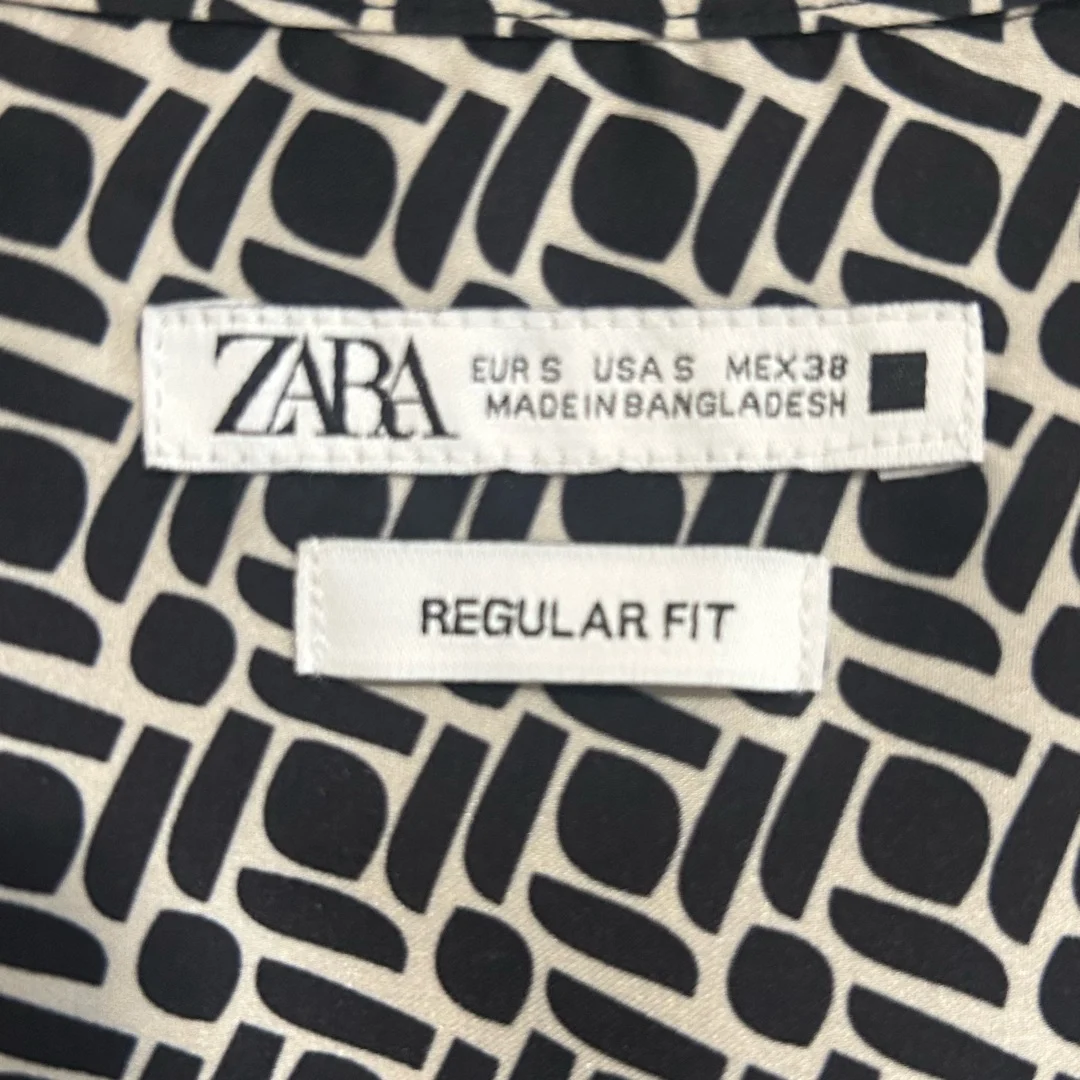 ZARA
EUR S USA S MEX 38
MADE IN BANGLADESH
REGULAR FIT